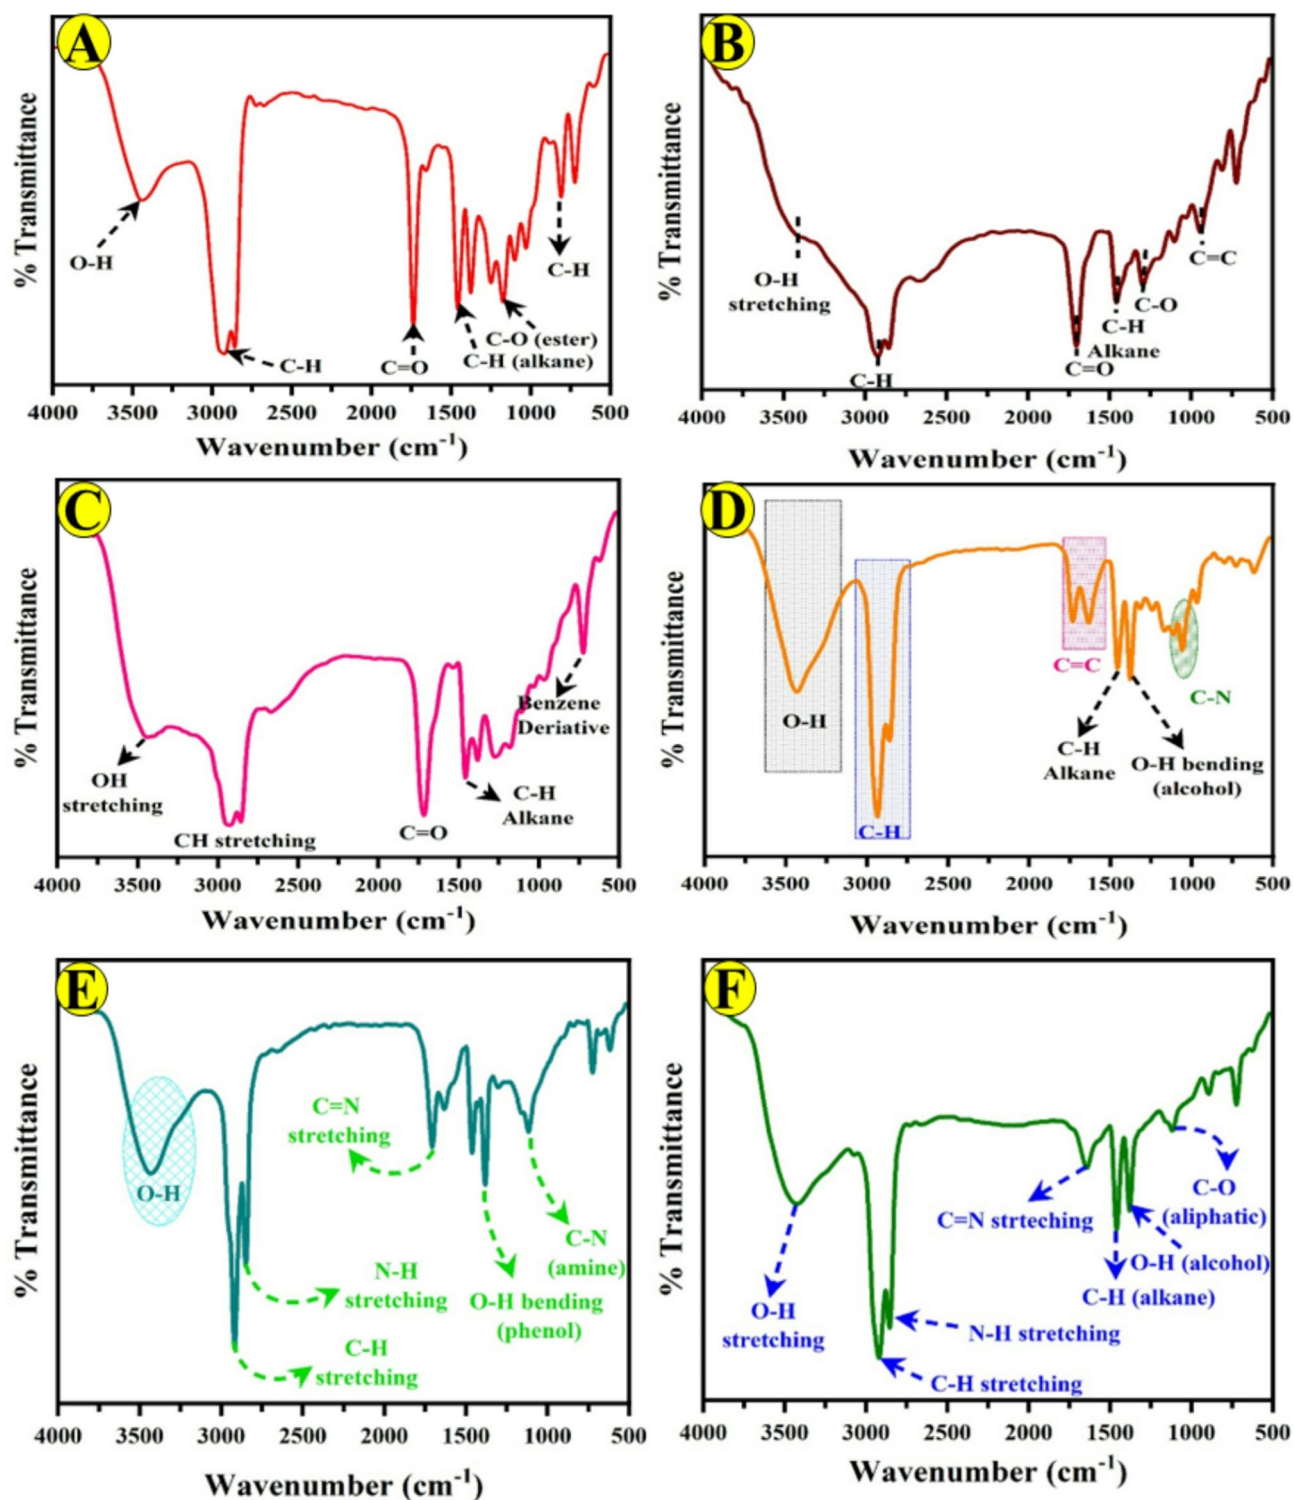 A
% Transmittance
O-H
C-H
C=O
C-H
C-O (ester)
C-H (alkane)
4000 3500 3000 2500 2000 1500 1000 500
Wavenumber (cm⁻¹)
B
% Transmittance
O-H
stretching
C-H
C=O
C-H
Alkane
C-O
C=C
4000 3500 3000 2500 2000 1500 1000 500
Wavenumber (cm⁻¹)
C
% Transmittance
OH
stretching
CH stretching
C=O
C-H
Alkane
Benzene
Deriative
4000 3500 3000 2500 2000 1500 1000 500
Wavenumber (cm⁻¹)
D
% Transmittance
O-H
C-H
C=C
C-N
C-H
Alkane
O-H bending
(alcohol)
4000 3500 3000 2500 2000 1500 1000 500
Wavenumber (cm⁻¹)
E
% Transmittance
O-H
C=N
stretching
N-H
stretching
C-H
stretching
O-H bending
(phenol)
C-N
(amine)
4000 3500 3000 2500 2000 1500 1000 500
Wavenumber (cm⁻¹)
F
% Transmittance
O-H
stretching
C=N strteching
C-O
(aliphatic)
O-H (alcohol)
C-H (alkane)
N-H stretching
C-H stretching
4000 3500 3000 2500 2000 1500 1000 500
Wavenumber (cm⁻¹)